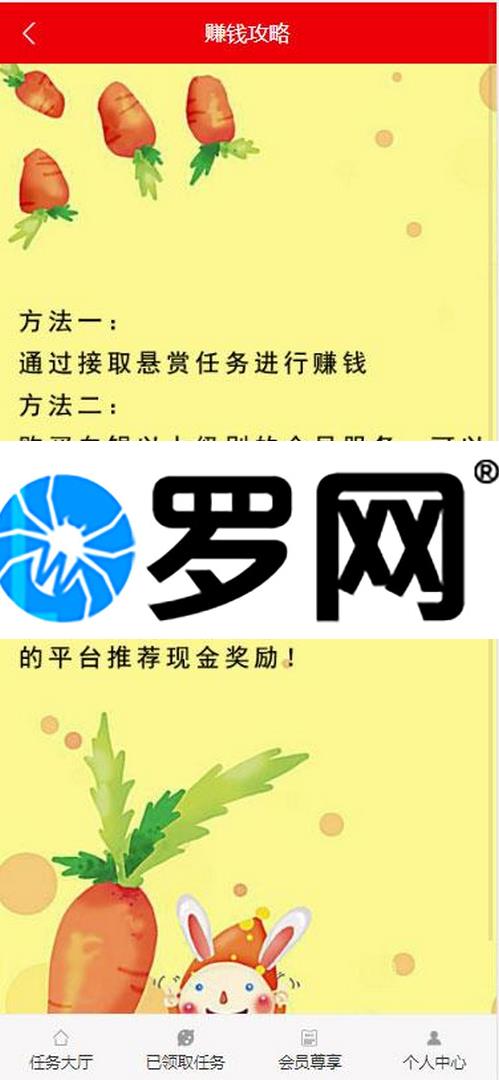 赚钱攻略
方法一：
通过接取悬赏任务进行赚钱
方法二：
罗网®
的平台推荐现金奖励！
任务大厅
已领取任务
会员尊享
个人中心